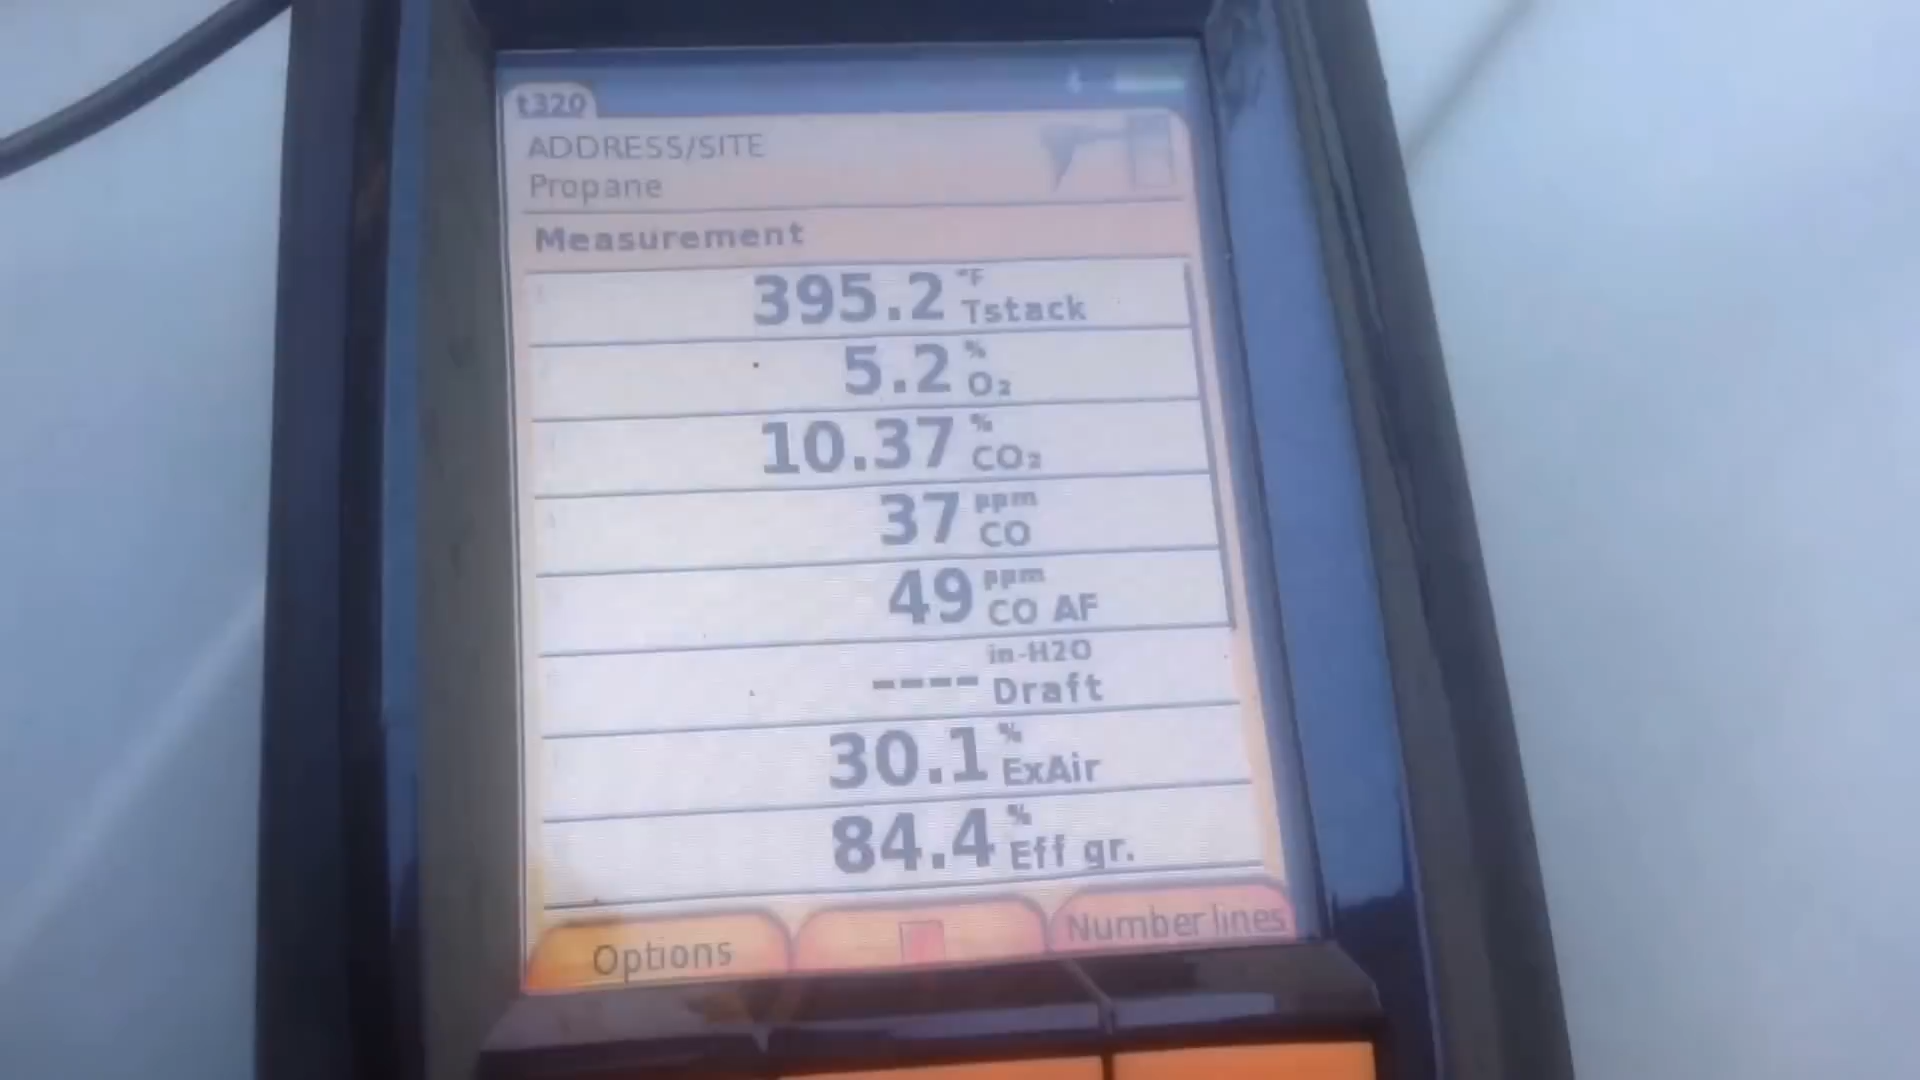 t320
ADDRESS/SITE
Propane
Measurement
395.2 °F Tstack
5.2 % O₂
10.37 % CO₂
37 ppm CO
49 ppm CO AF
---- in-H2O Draft
30.1 % ExAir
84.4 % Eff gr.
Options Number lines